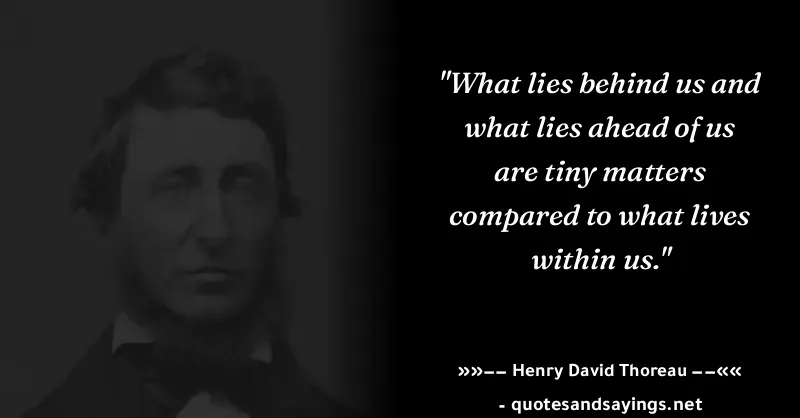 "What lies behind us and
what lies ahead of us
are tiny matters
compared to what lives
within us."
»»–– Henry David Thoreau ––««
- quotesandsayings.net